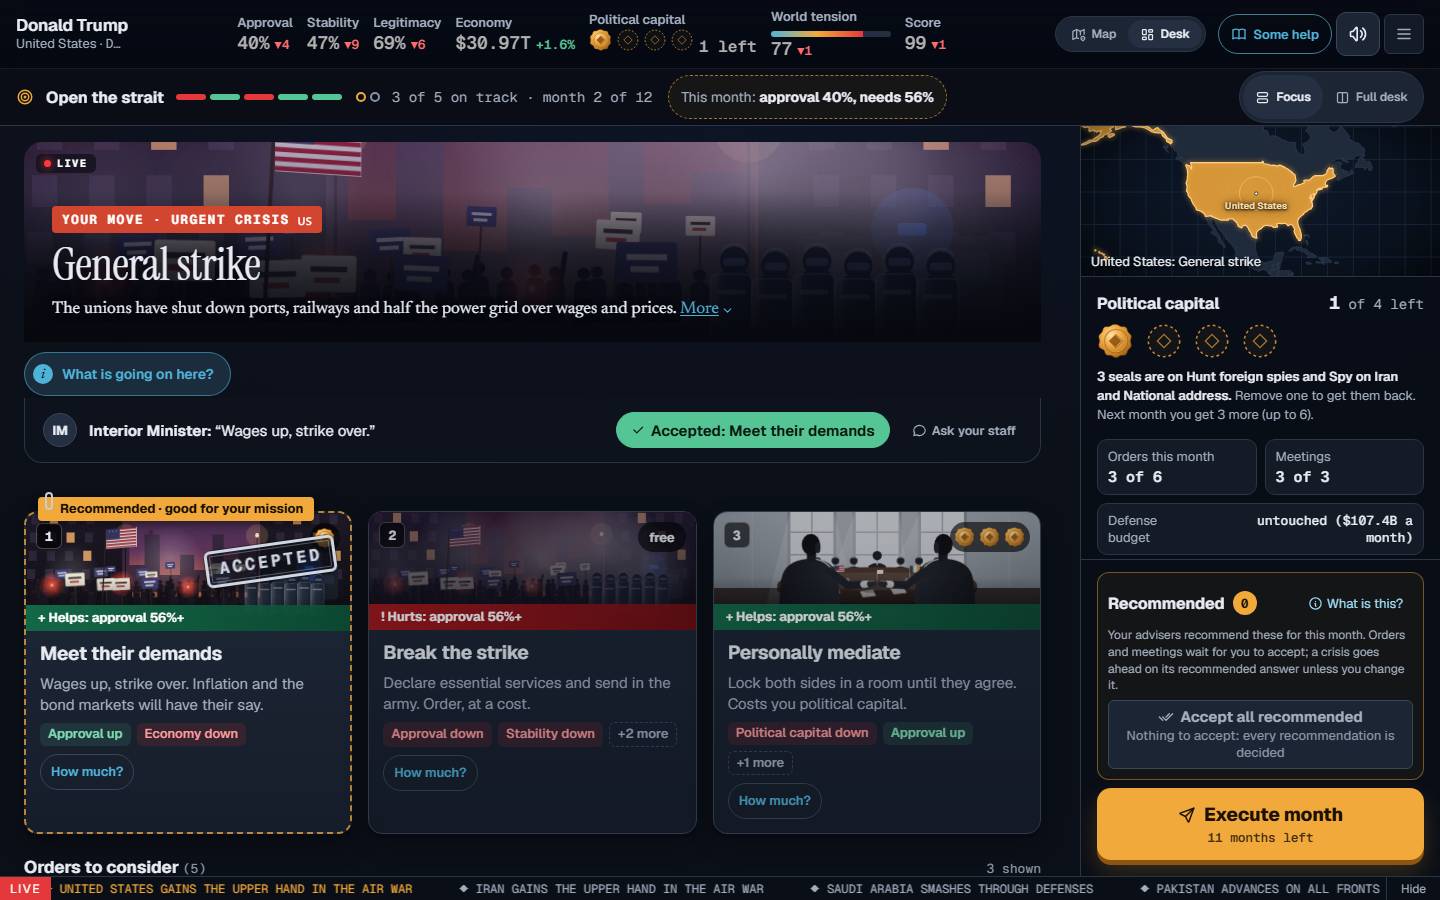 Donald Trump
United States · D...
Approval
40% ▾4
Stability
47% ▾9
Legitimacy
69% ▾6
Economy
$30.97T +1.6%
Political capital
1 left
World tension
77 ▾1
Score
99 ▾1
Map
Desk
Some help
Open the strait
3 of 5 on track · month 2 of 12
This month: approval 40%, needs 56%
Focus
Full desk
LIVE
YOUR MOVE · URGENT CRISIS US
General strike
The unions have shut down ports, railways and half the power grid over wages and prices. More
i What is going on here?
IM
Interior Minister: “Wages up, strike over.”
Accepted: Meet their demands
Ask your staff
Recommended · good for your mission
1
ACCEPTED
+ Helps: approval 56%+
Meet their demands
Wages up, strike over. Inflation and the
bond markets will have their say.
Approval up
Economy down
How much?
2
free
! Hurts: approval 56%+
Break the strike
Declare essential services and send in the
army. Order, at a cost.
Approval down
Stability down
+2 more
How much?
3
+ Helps: approval 56%+
Personally mediate
Lock both sides in a room until they agree.
Costs you political capital.
Political capital down
Approval up
+1 more
How much?
Orders to consider (5)
3 shown
United States
United States: General strike
Political capital
1 of 4 left
3 seals are on Hunt foreign spies and Spy on Iran
and National address. Remove one to get them back.
Next month you get 3 more (up to 6).
Orders this month
3 of 6
Meetings
3 of 3
Defense
budget
untouched ($107.4B a
month)
Recommended 0
What is this?
Your advisers recommend these for this month. Orders
and meetings wait for you to accept; a crisis goes
ahead on its recommended answer unless you change
it.
Accept all recommended
Nothing to accept: every recommendation is
decided
Execute month
11 months left
LIVE
UNITED STATES GAINS THE UPPER HAND IN THE AIR WAR
◆ IRAN GAINS THE UPPER HAND IN THE AIR WAR
◆ SAUDI ARABIA SMASHES THROUGH DEFENSES
◆ PAKISTAN ADVANCES ON ALL FRONTS
Hide